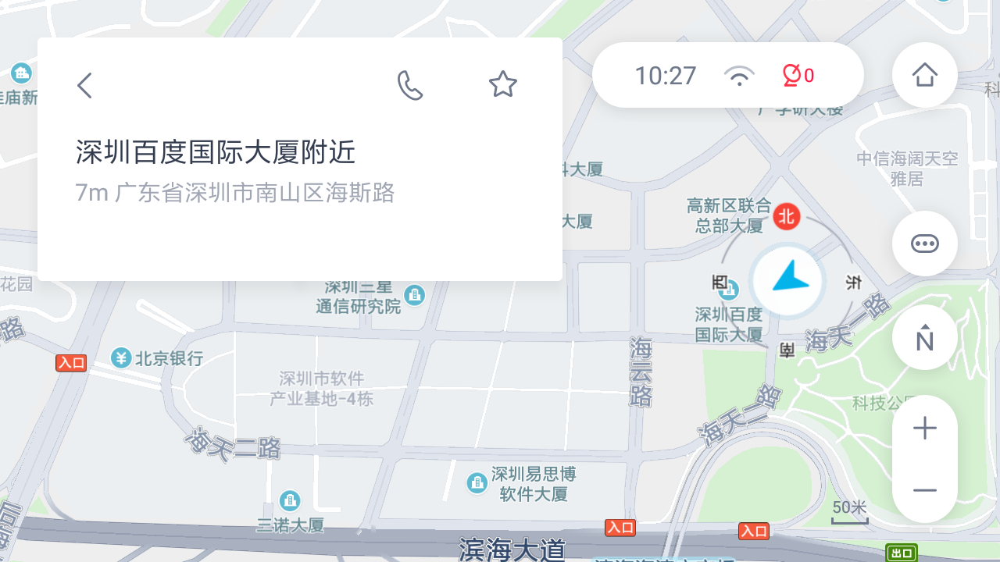 10:27
0
深圳百度国际大厦附近
7m 广东省深圳市南山区海斯路
科
中信海阔天空
雅居
科大厦
大厦
高新区联合
总部大厦
北
西
东
南
深圳百度
国际大厦
花园
深圳三星
通信研究院
路
海天一路
N
入口
北京银行
海云路
深圳市软件
产业基地-4栋
海天二路
海天二路
科技公
深圳易思博
软件大厦
三诺大厦
50米
后海
入口
入口
滨海大道
出口